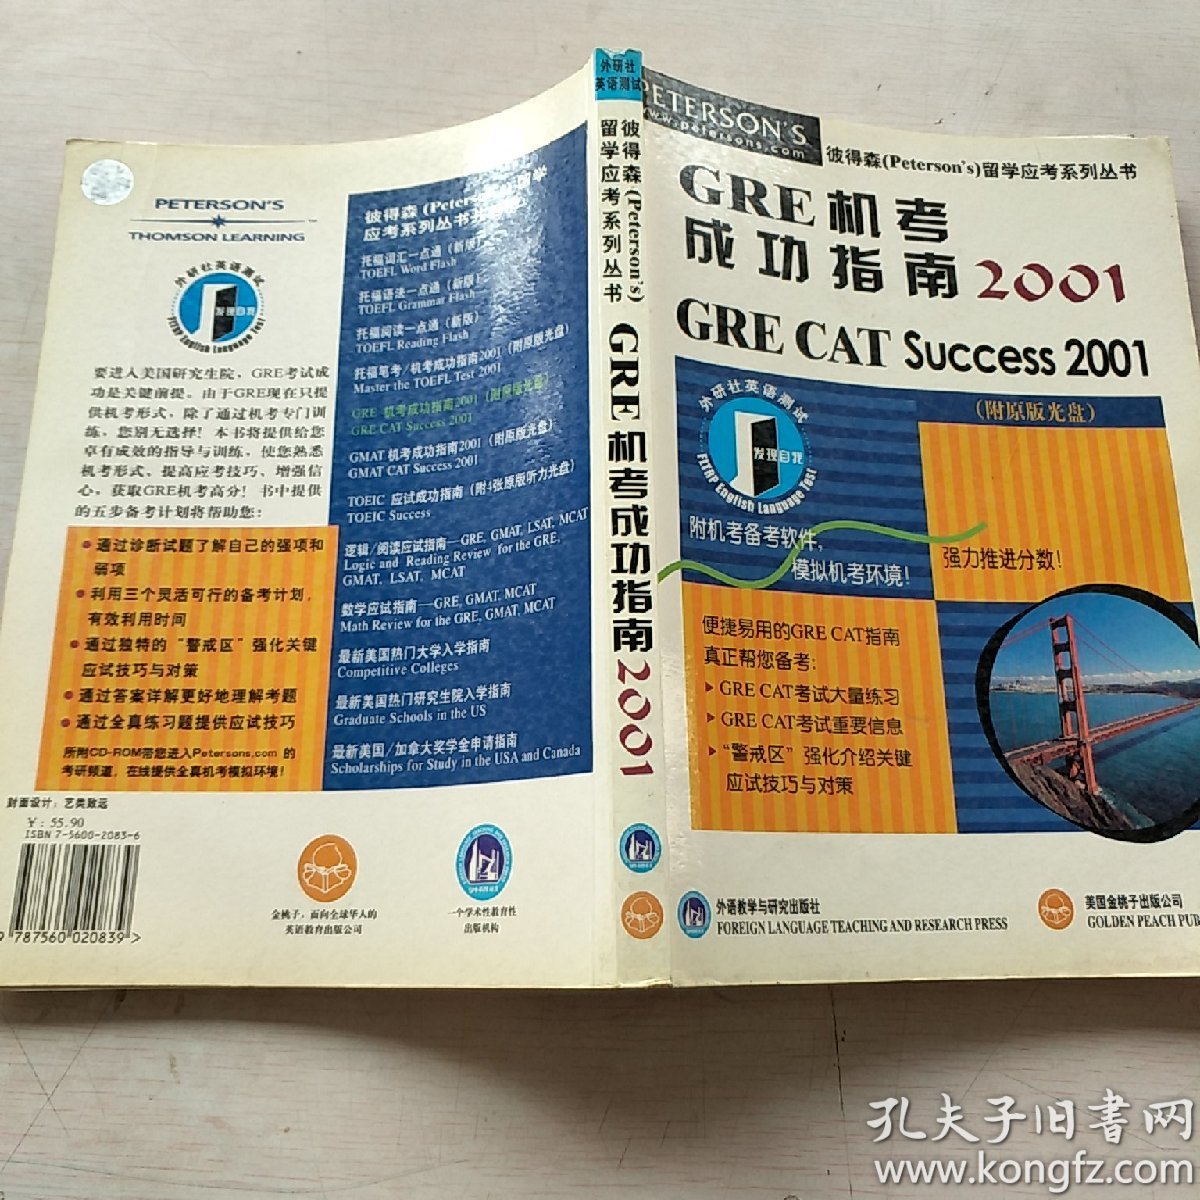 PETERSON'S
THOMSON LEARNING
外研社英语测试
发现自我
FLTRP English Language Test
要进入美国研究生院，GRE考试成
功是关键前提。由于GRE现在只提
供机考形式，除了通过机考专门训
练，您别无选择！本书将提供给您
卓有成效的指导与训练，使您熟悉
机考形式、提高应考技巧、增强信
心，获取GRE机考高分！书中提供
的五步备考计划将帮助您：
通过诊断试题了解自己的强项和
弱项
利用三个灵活可行的备考计划，
有效利用时间
通过独特的“警戒区”强化关键
应试技巧与对策
通过答案详解更好地理解考题
通过全真练习题提供应试技巧
所附CD-ROM带您进入Petersons.com 的
考研频道，在线提供全真机考模拟环境！
封面设计：艺类致远
¥: 55.90
ISBN 7-5600-2083-6
9 787560 020839 >
彼得森 (Peterson's) 留学
应考系列丛书
托福词汇一点通（新版）
TOEFL Word Flash
托福语法一点通（新版）
TOEFL Grammar Flash
托福阅读一点通（新版）
TOEFL Reading Flash
托福笔考/机考成功指南2001（附原版光盘）
Master the TOEFL Test 2001
GRE 机考成功指南2001（附原版光盘）
GRE CAT Success 2001
GMAT 机考成功指南2001（附原版光盘）
GMAT CAT Success 2001
TOEIC 应试成功指南（附4张原版听力光盘）
TOEIC Success
逻辑/阅读应试指南—GRE, GMAT, LSAT, MCAT
Logic and Reading Review for the GRE,
GMAT, LSAT, MCAT
数学应试指南—GRE, GMAT, MCAT
Math Review for the GRE, GMAT, MCAT
最新美国热门大学入学指南
Competitive Colleges
最新美国热门研究生院入学指南
Graduate Schools in the US
最新美国/加拿大奖学金申请指南
Scholarships for Study in the USA and Canada
金桃子，面向全球华人的
英语教育出版公司
一个学术性教育性
出版机构
外研社
英语测试
彼得森(Peterson's)
留学应考系列丛书
GRE机考成功指南2001
PETERSON'S
www.petersons.com
彼得森(Peterson's)留学应考系列丛书
GRE 机考
成功指南2001
GRE CAT Success 2001
（附原版光盘）
外研社英语测试
发现自我
FLTRP English Language Test
附机考备考软件，
模拟机考环境！
强力推进分数！
便捷易用的GRE CAT指南
真正帮您备考：
GRE CAT考试大量练习
GRE CAT考试重要信息
“警戒区”强化介绍关键
应试技巧与对策
外语教学与研究出版社
FOREIGN LANGUAGE TEACHING AND RESEARCH PRESS
美国金桃子出版公司
GOLDEN PEACH PUB
孔夫子旧书网
www.kongfz.com